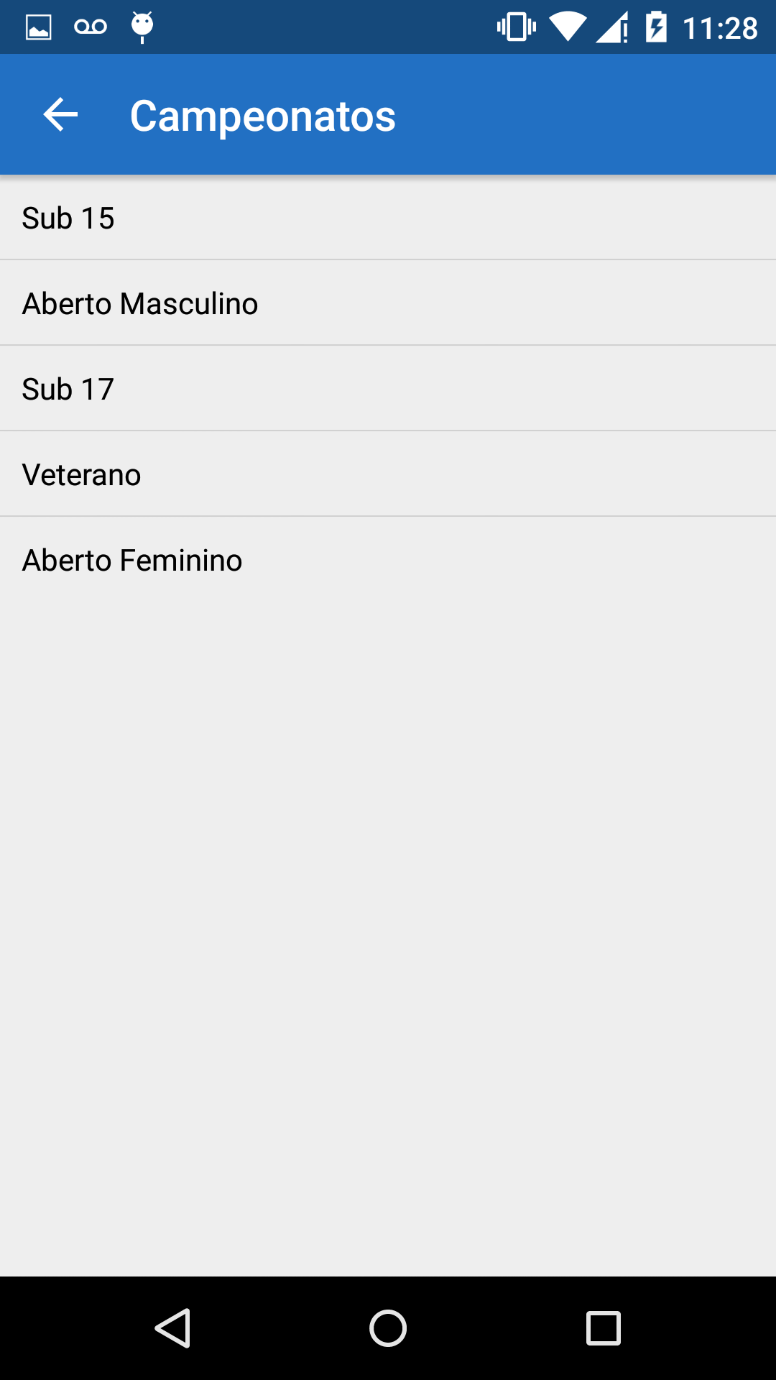 11:28
Campeonatos
Sub 15
Aberto Masculino
Sub 17
Veterano
Aberto Feminino